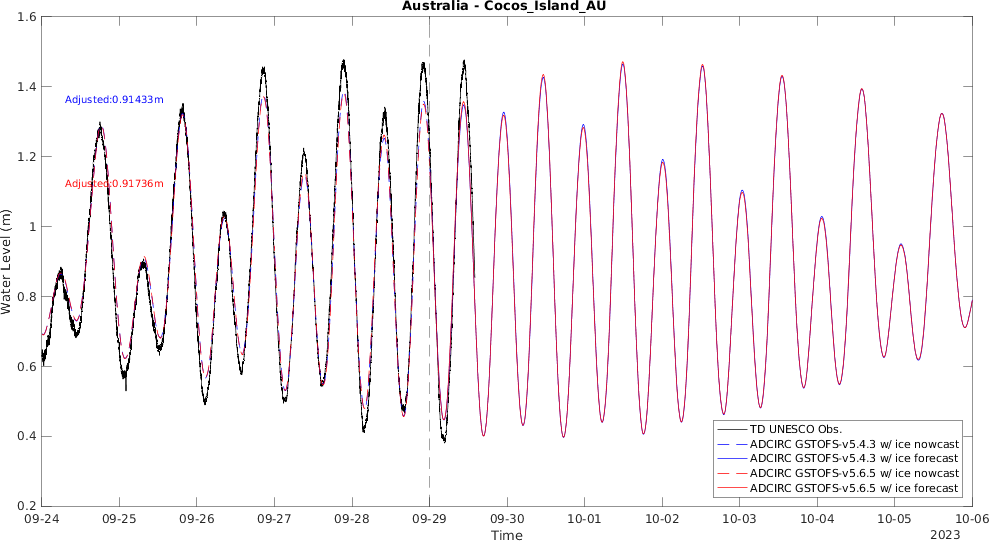 Australia - Cocos_Island_AU
1.6
1.4
1.2
1
0.8
0.6
0.4
0.2
Water Level (m)
Adjusted:0.91433m
Adjusted:0.91736m
TD UNESCO Obs.
ADCIRC GSTOFS-v5.4.3 w/ ice nowcast
ADCIRC GSTOFS-v5.4.3 w/ ice forecast
ADCIRC GSTOFS-v5.6.5 w/ ice nowcast
ADCIRC GSTOFS-v5.6.5 w/ ice forecast
09-24 09-25 09-26 09-27 09-28 09-29 09-30 10-01 10-02 10-03 10-04 10-05 10-06
Time
2023